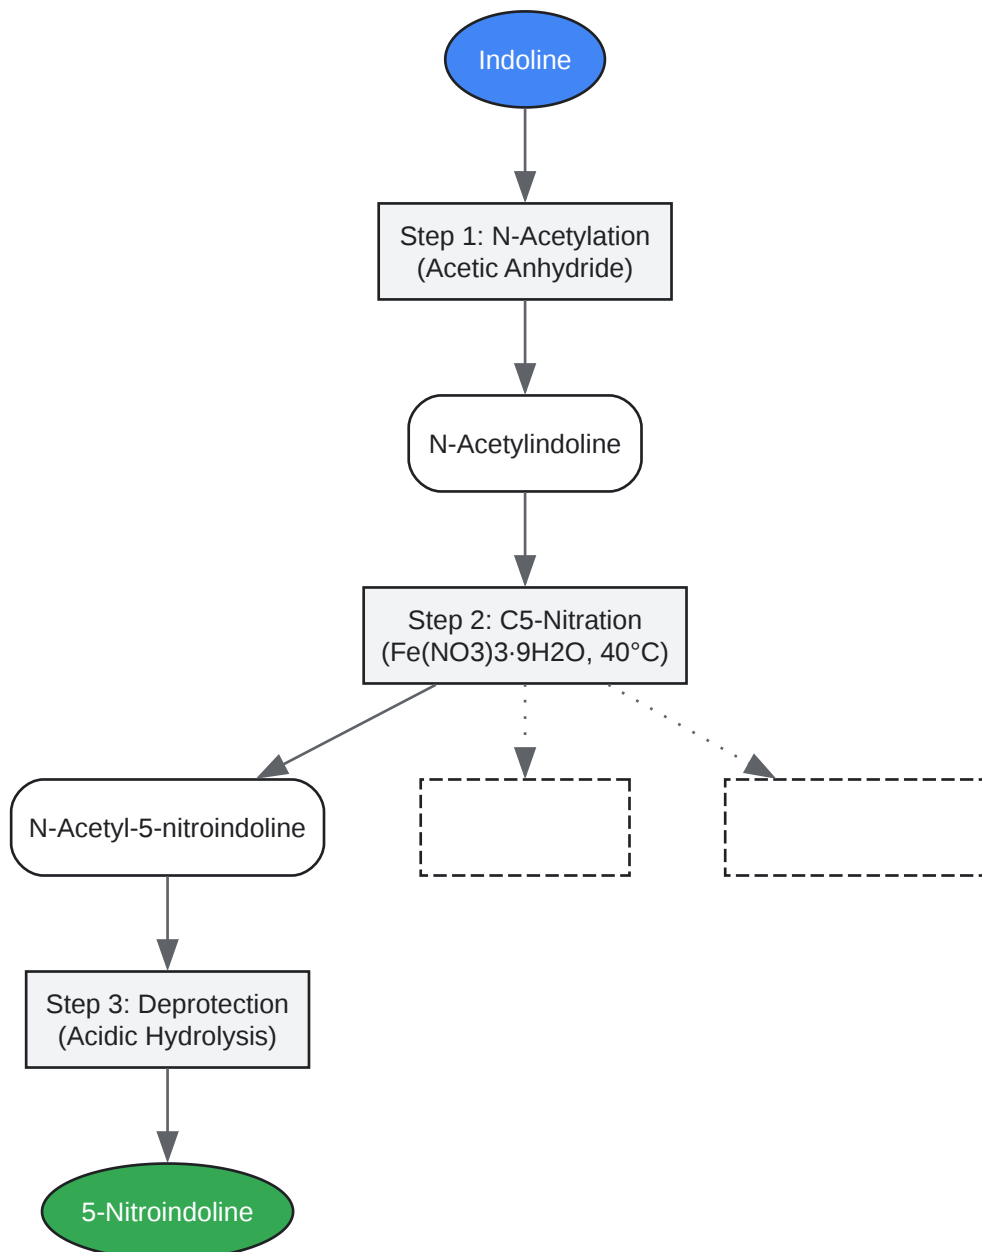 Indoline
Step 1: N-Acetylation
(Acetic Anhydride)
N-Acetylindoline
Step 2: C5-Nitration
(Fe(NO3)3·9H2O, 40°C)
N-Acetyl-5-nitroindoline
Step 3: Deprotection
(Acidic Hydrolysis)
5-Nitroindoline